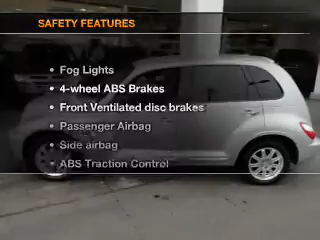 SAFETY FEATURES
• Fog Lights
• 4-wheel ABS Brakes
• Front Ventilated disc brakes
• Passenger Airbag
• Side airbag
• ABS Traction Control